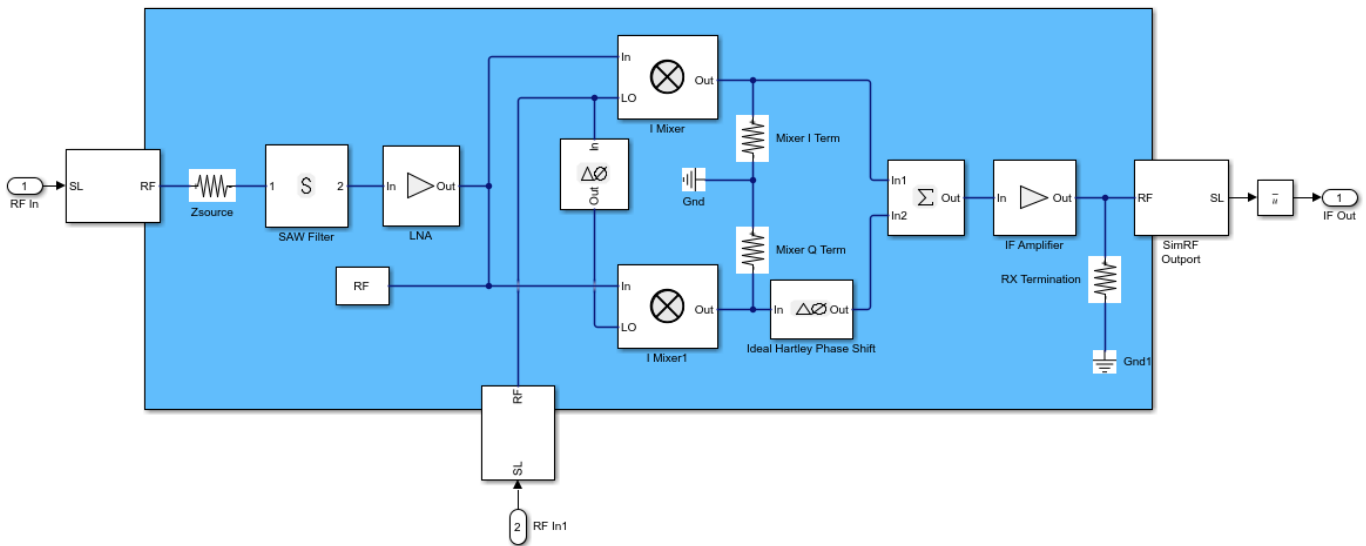 In
Out
LO
I Mixer
Mixer I Term
In
ΔØ
Out
1
RF In
SL
RF
Zsource
1
S
2
SAW Filter
In
Out
LNA
Gnd
In1
In2
Σ
Out
In
Out
IF Amplifier
RF
SL
SimRF
Outport
u
1
IF Out
Mixer Q Term
RX Termination
RF
In
Out
LO
I Mixer1
In
ΔØ
Out
Ideal Hartley Phase Shift
Gnd1
RF
SL
2
RF In1